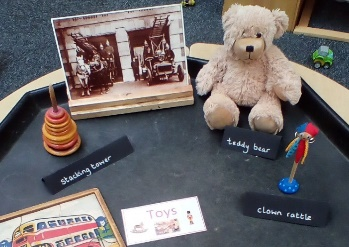 teddy bear
stacking tower
clown rattle
Toys